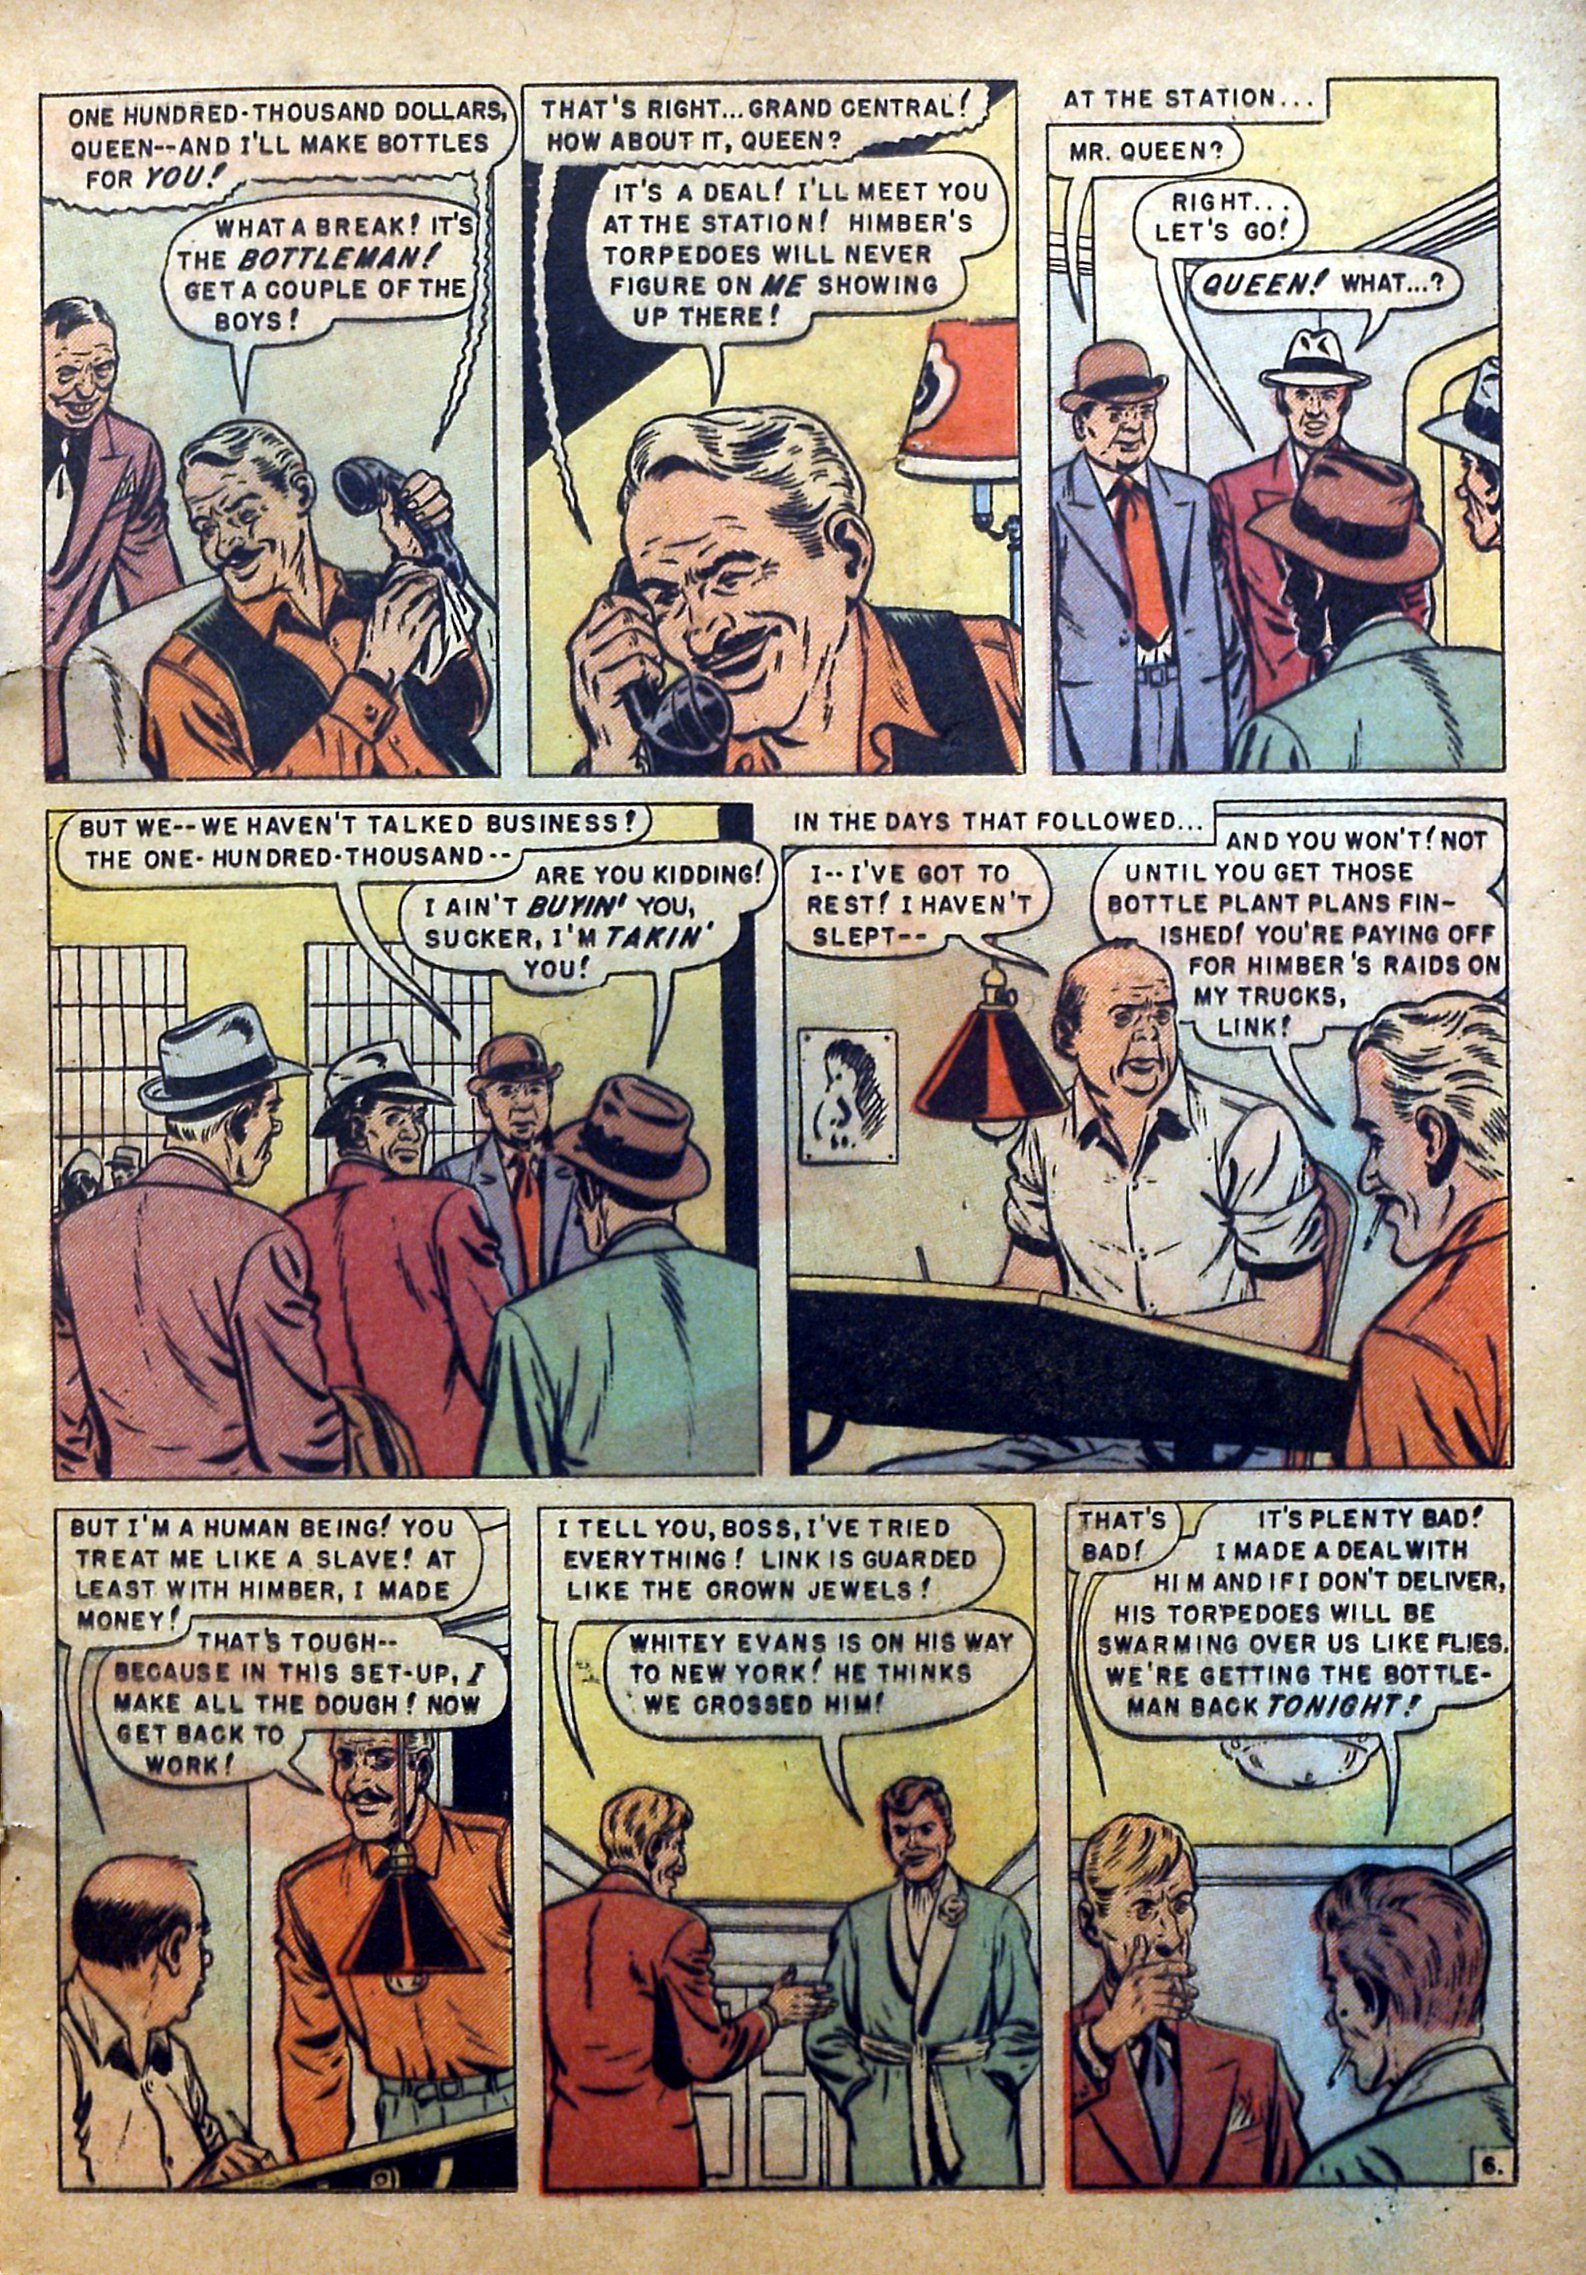 ONE HUNDRED-THOUSAND DOLLARS,
QUEEN--AND I'LL MAKE BOTTLES
FOR YOU!
WHAT A BREAK! IT'S
THE BOTTLEMAN!
GET A COUPLE OF THE
BOYS!
THAT'S RIGHT...GRAND CENTRAL!
HOW ABOUT IT, QUEEN?
IT'S A DEAL! I'LL MEET YOU
AT THE STATION! HIMBER'S
TORPEDOES WILL NEVER
FIGURE ON ME SHOWING
UP THERE!
AT THE STATION...
MR. QUEEN?
RIGHT...
LET'S GO!
QUEEN! WHAT...?
BUT WE--WE HAVEN'T TALKED BUSINESS!
THE ONE-HUNDRED-THOUSAND--
ARE YOU KIDDING!
I AIN'T BUYIN' YOU,
SUCKER, I'M TAKIN'
YOU!
IN THE DAYS THAT FOLLOWED...
I--I'VE GOT TO
REST! I HAVEN'T
SLEPT--
AND YOU WON'T! NOT
UNTIL YOU GET THOSE
BOTTLE PLANT PLANS FIN-
ISHED! YOU'RE PAYING OFF
FOR HIMBER'S RAIDS ON
MY TRUCKS,
LINK!
BUT I'M A HUMAN BEING! YOU
TREAT ME LIKE A SLAVE! AT
LEAST WITH HIMBER, I MADE
MONEY!
THAT'S TOUGH--
BECAUSE IN THIS SET-UP, I
MAKE ALL THE DOUGH! NOW
GET BACK TO
WORK!
I TELL YOU, BOSS, I'VE TRIED
EVERYTHING! LINK IS GUARDED
LIKE THE CROWN JEWELS!
WHITEY EVANS IS ON HIS WAY
TO NEW YORK! HE THINKS
WE CROSSED HIM!
THAT'S
BAD!
IT'S PLENTY BAD!
I MADE A DEAL WITH
HIM AND IF I DON'T DELIVER,
HIS TORPEDOES WILL BE
SWARMING OVER US LIKE FLIES.
WE'RE GETTING THE BOTTLE-
MAN BACK TONIGHT!
6.